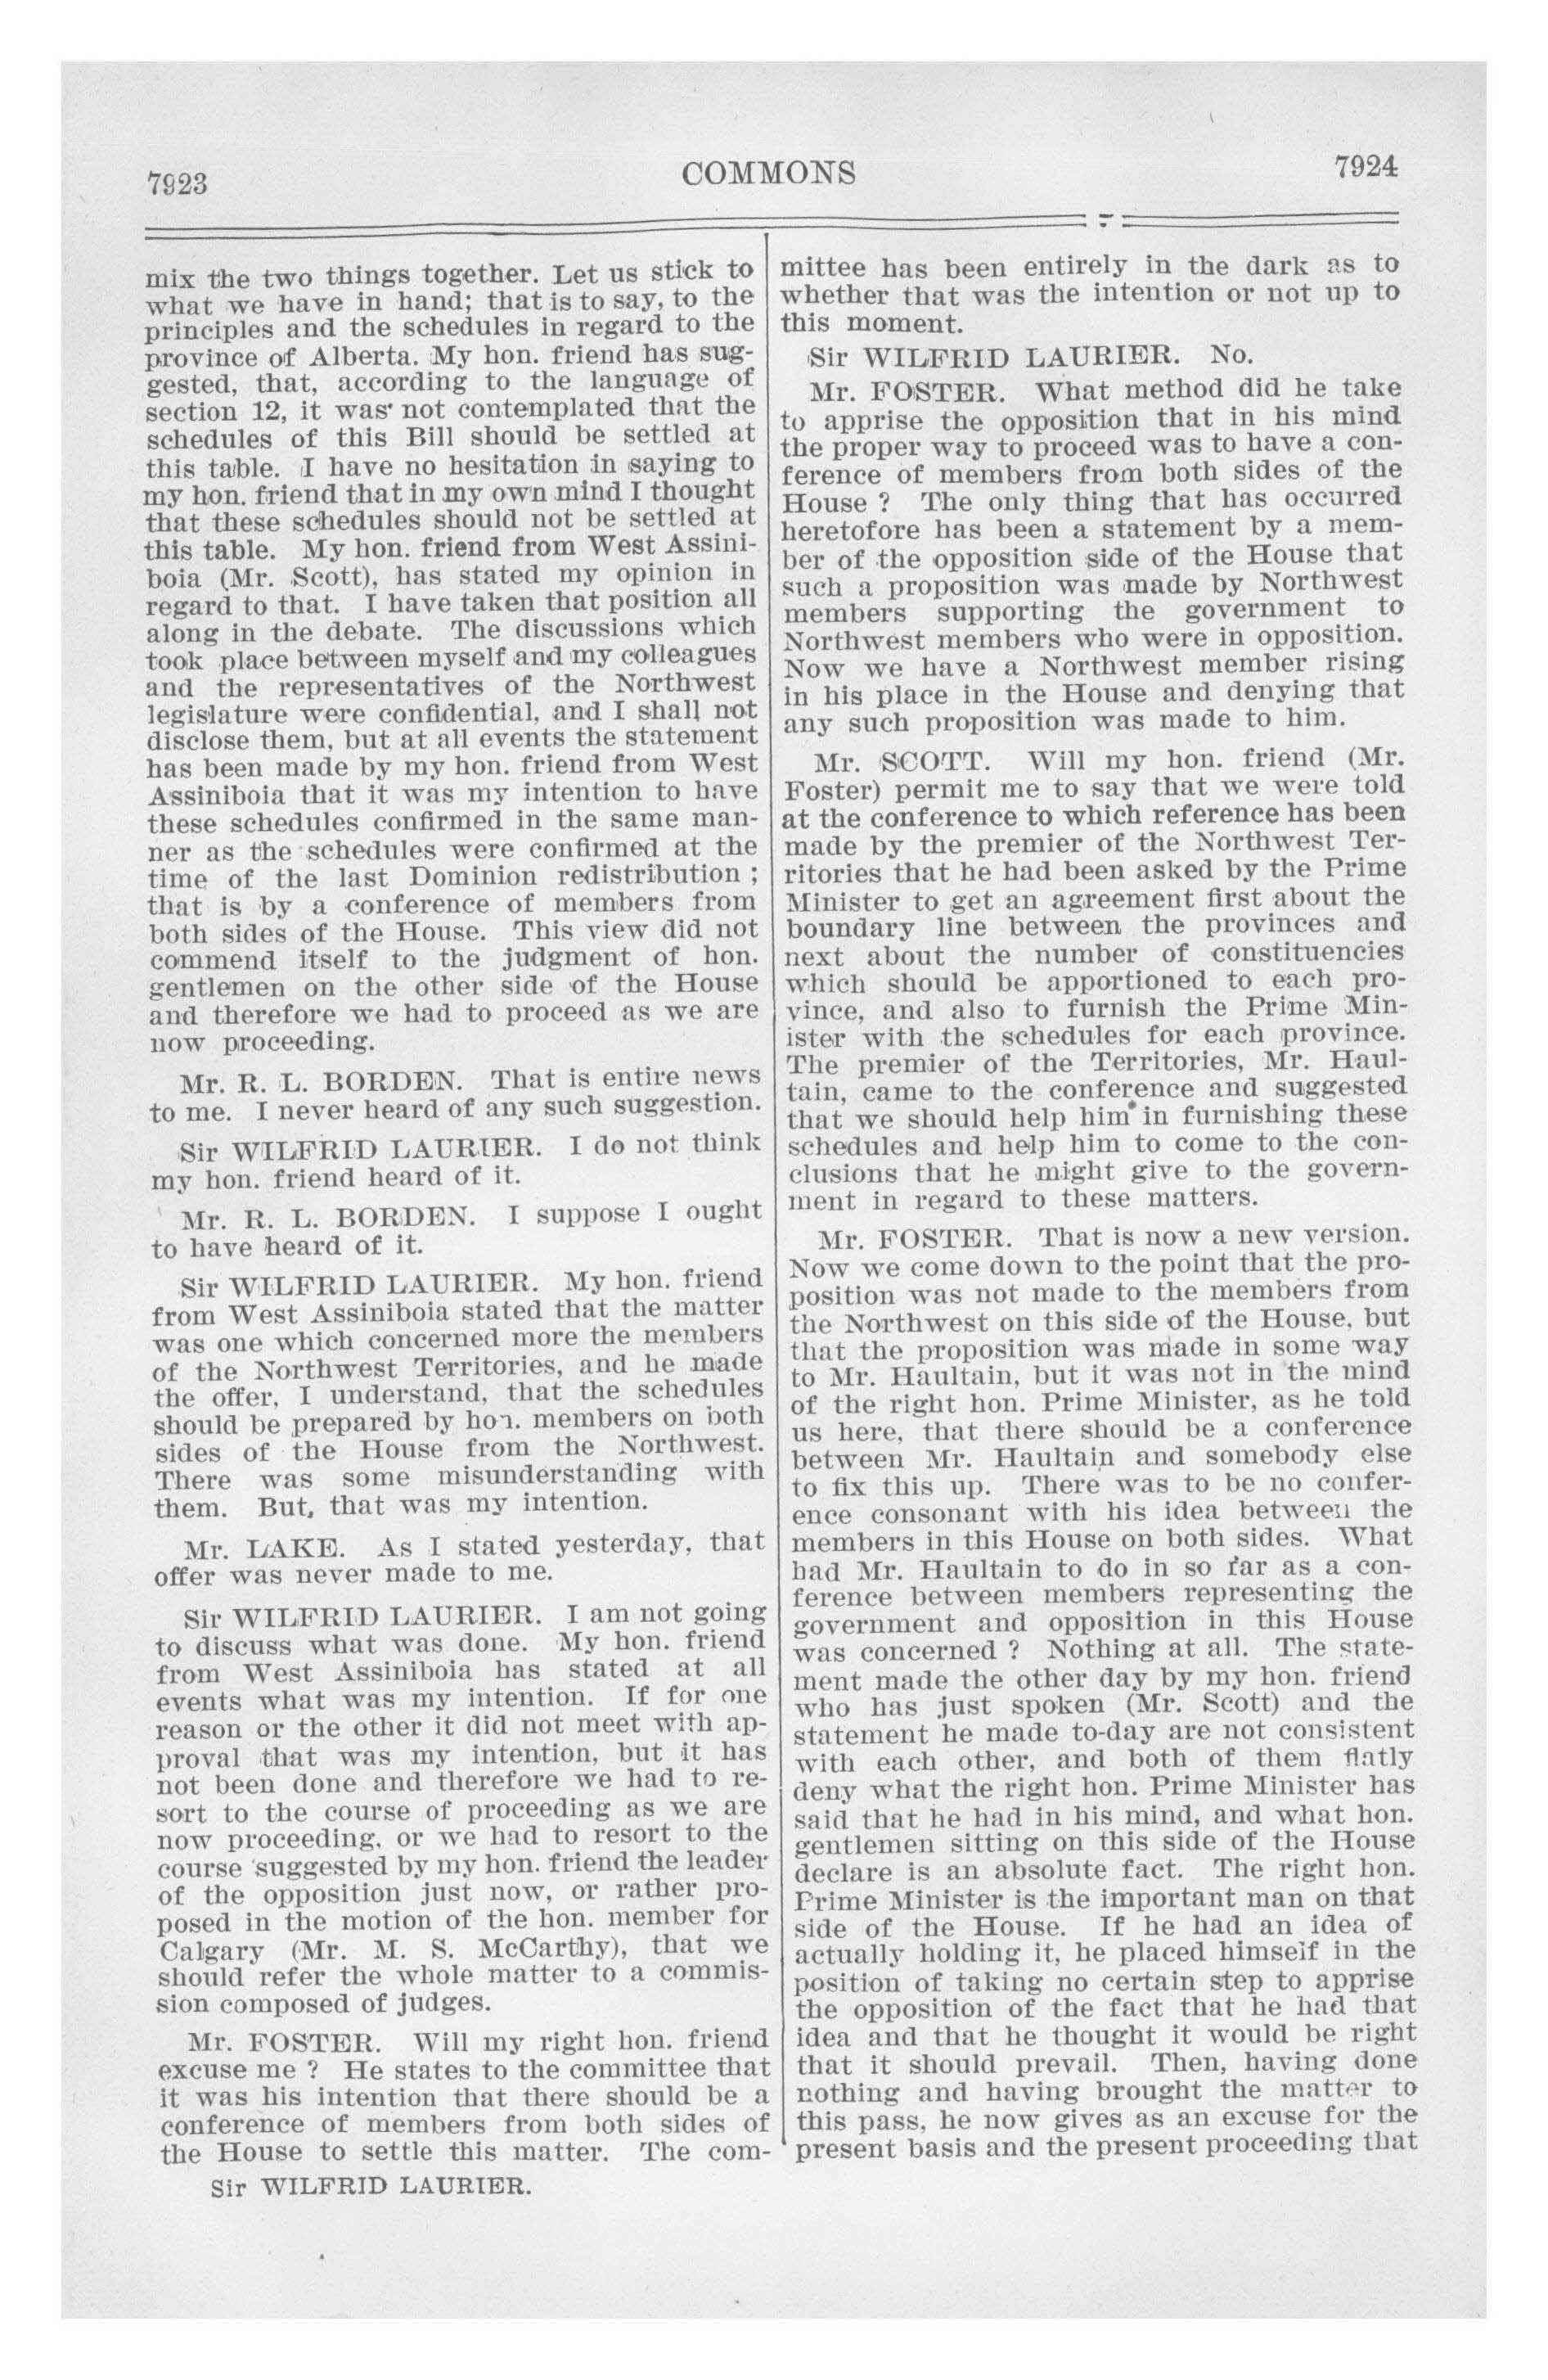 7923
COMMONS
7924
mix the two things together. Let us stick to
what we have in hand; that is to say, to the
principles and the schedules in regard to the
province of Alberta. My hon. friend has sug-
gested, that, according to the language of
section 12, it was not contemplated that the
schedules of this Bill should be settled at
this table. I have no hesitation in saying to
my hon. friend that in my own mind I thought
that these schedules should not be settled at
this table. My hon. friend from West Assini-
boia (Mr. Scott), has stated my opinion in
regard to that. I have taken that position all
along in the debate. The discussions which
took place between myself and my colleagues
and the representatives of the Northwest
legislature were confidential, and I shall not
disclose them, but at all events the statement
has been made by my hon. friend from West
Assiniboia that it was my intention to have
these schedules confirmed in the same man-
ner as the schedules were confirmed at the
time of the last Dominion redistribution ;
that is by a conference of members from
both sides of the House. This view did not
commend itself to the judgment of hon.
gentlemen on the other side of the House
and therefore we had to proceed as we are
now proceeding.
Mr. R. L. BORDEN. That is entire news
to me. I never heard of any such suggestion.
Sir WILFRID LAURIER. I do not think
my hon. friend heard of it.
Mr. R. L. BORDEN. I suppose I ought
to have heard of it.
Sir WILFRID LAURIER. My hon. friend
from West Assiniboia stated that the matter
was one which concerned more the members
of the Northwest Territories, and he made
the offer, I understand, that the schedules
should be prepared by hon. members on both
sides of the House from the Northwest.
There was some misunderstanding with
them. But, that was my intention.
Mr. LAKE. As I stated yesterday, that
offer was never made to me.
Sir WILFRID LAURIER. I am not going
to discuss what was done. My hon. friend
from West Assiniboia has stated at all
events what was my intention. If for one
reason or the other it did not meet with ap-
proval that was my intention, but it has
not been done and therefore we had to re-
sort to the course of proceeding as we are
now proceeding, or we had to resort to the
course suggested by my hon. friend the leader
of the opposition just now, or rather pro-
posed in the motion of the hon. member for
Calgary (Mr. M. S. McCarthy), that we
should refer the whole matter to a commis-
sion composed of judges.
Mr. FOSTER. Will my right hon. friend
excuse me ? He states to the committee that
it was his intention that there should be a
conference of members from both sides of
the House to settle this matter. The com-
Sir WILFRID LAURIER.
mittee has been entirely in the dark as to
whether that was the intention or not up to
this moment.
Sir WILFRID LAURIER. No.
Mr. FOSTER. What method did he take
to apprise the opposition that in his mind
the proper way to proceed was to have a con-
ference of members from both sides of the
House ? The only thing that has occurred
heretofore has been a statement by a mem-
ber of the opposition side of the House that
such a proposition was made by Northwest
members supporting the government to
Northwest members who were in opposition.
Now we have a Northwest member rising
in his place in the House and denying that
any such proposition was made to him.
Mr. SCOTT. Will my hon. friend (Mr.
Foster) permit me to say that we were told
at the conference to which reference has been
made by the premier of the Northwest Ter-
ritories that he had been asked by the Prime
Minister to get an agreement first about the
boundary line between the provinces and
next about the number of constituencies
which should be apportioned to each pro-
vince, and also to furnish the Prime Min-
ister with the schedules for each province.
The premier of the Territories, Mr. Haul-
tain, came to the conference and suggested
that we should help him in furnishing these
schedules and help him to come to the con-
clusions that he might give to the govern-
ment in regard to these matters.
Mr. FOSTER. That is now a new version.
Now we come down to the point that the pro-
position was not made to the members from
the Northwest on this side of the House, but
that the proposition was made in some way
to Mr. Haultain, but it was not in the mind
of the right hon. Prime Minister, as he told
us here, that there should be a conference
between Mr. Haultain and somebody else
to fix this up. There was to be no confer-
ence consonant with his idea between the
members in this House on both sides. What
had Mr. Haultain to do in so far as a con-
ference between members representing the
government and opposition in this House
was concerned ? Nothing at all. The state-
ment made the other day by my hon. friend
who has just spoken (Mr. Scott) and the
statement he made to-day are not consistent
with each other, and both of them flatly
deny what the right hon. Prime Minister has
said that he had in his mind, and what hon.
gentlemen sitting on this side of the House
declare is an absolute fact. The right hon.
Prime Minister is the important man on that
side of the House. If he had an idea of
actually holding it, he placed himself in the
position of taking no certain step to apprise
the opposition of the fact that he had that
idea and that he thought it would be right
that it should prevail. Then, having done
nothing and having brought the matter to
this pass, he now gives as an excuse for the
present basis and the present proceeding that